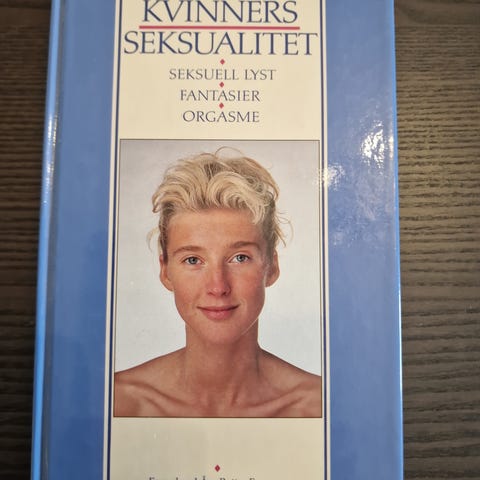 KVINNERS
SEKSUALITET
SEKSUELL LYST
FANTASIER
ORGASME